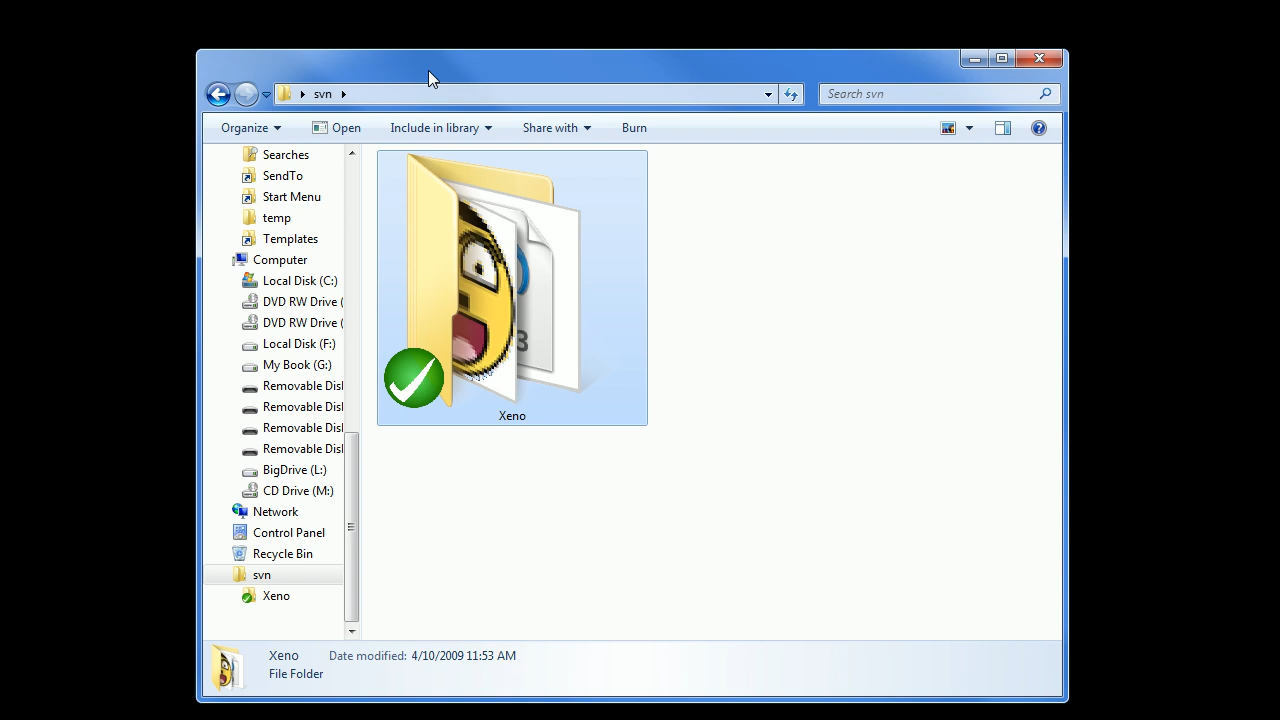 svn
Search svn
Organize Open Include in library Share with Burn
Searches
SendTo
Start Menu
temp
Templates
Computer
Local Disk (C:)
DVD RW Drive (
DVD RW Drive (
Local Disk (F:)
My Book (G:)
Removable Disl
Removable Disl
Removable Disl
Removable Disl
BigDrive (L:)
CD Drive (M:)
Network
Control Panel
Recycle Bin
svn
Xeno
3
Xeno
Xeno Date modified: 4/10/2009 11:53 AM
File Folder